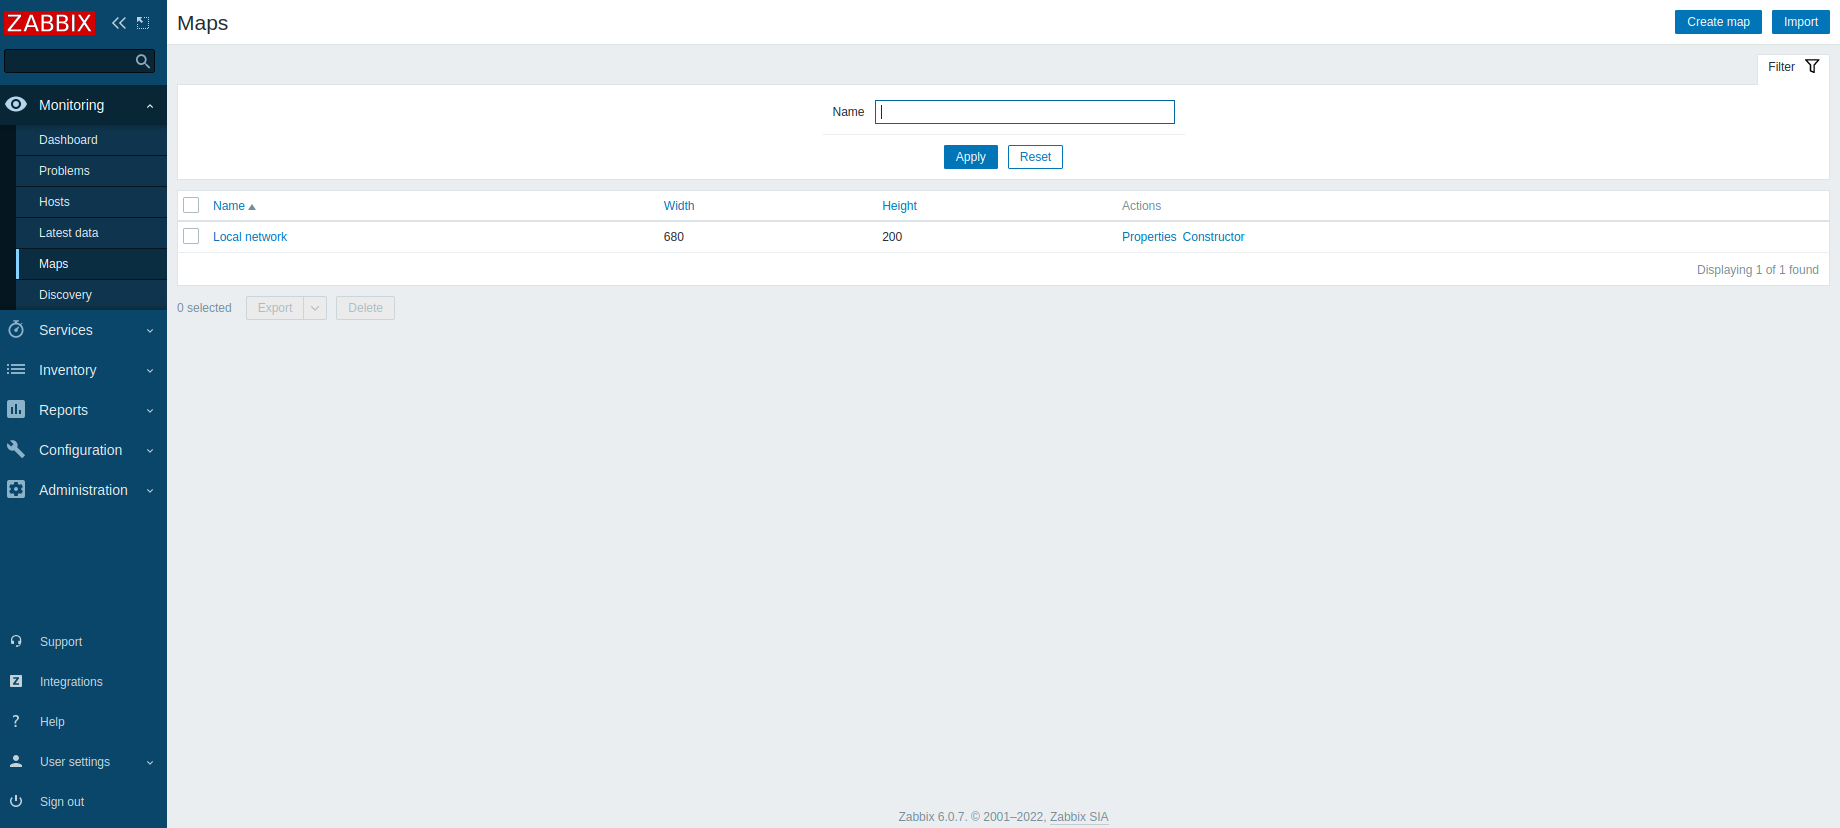 ZABBIX
Monitoring
Dashboard
Problems
Hosts
Latest data
Maps
Discovery
Services
Inventory
Reports
Configuration
Administration
Support
Integrations
Help
User settings
Sign out
Maps
Create map Import
Filter
Name
Apply Reset
Name Width Height Actions
Local network 680 200 Properties Constructor
Displaying 1 of 1 found
0 selected Export Delete
Zabbix 6.0.7. © 2001–2022, Zabbix SIA